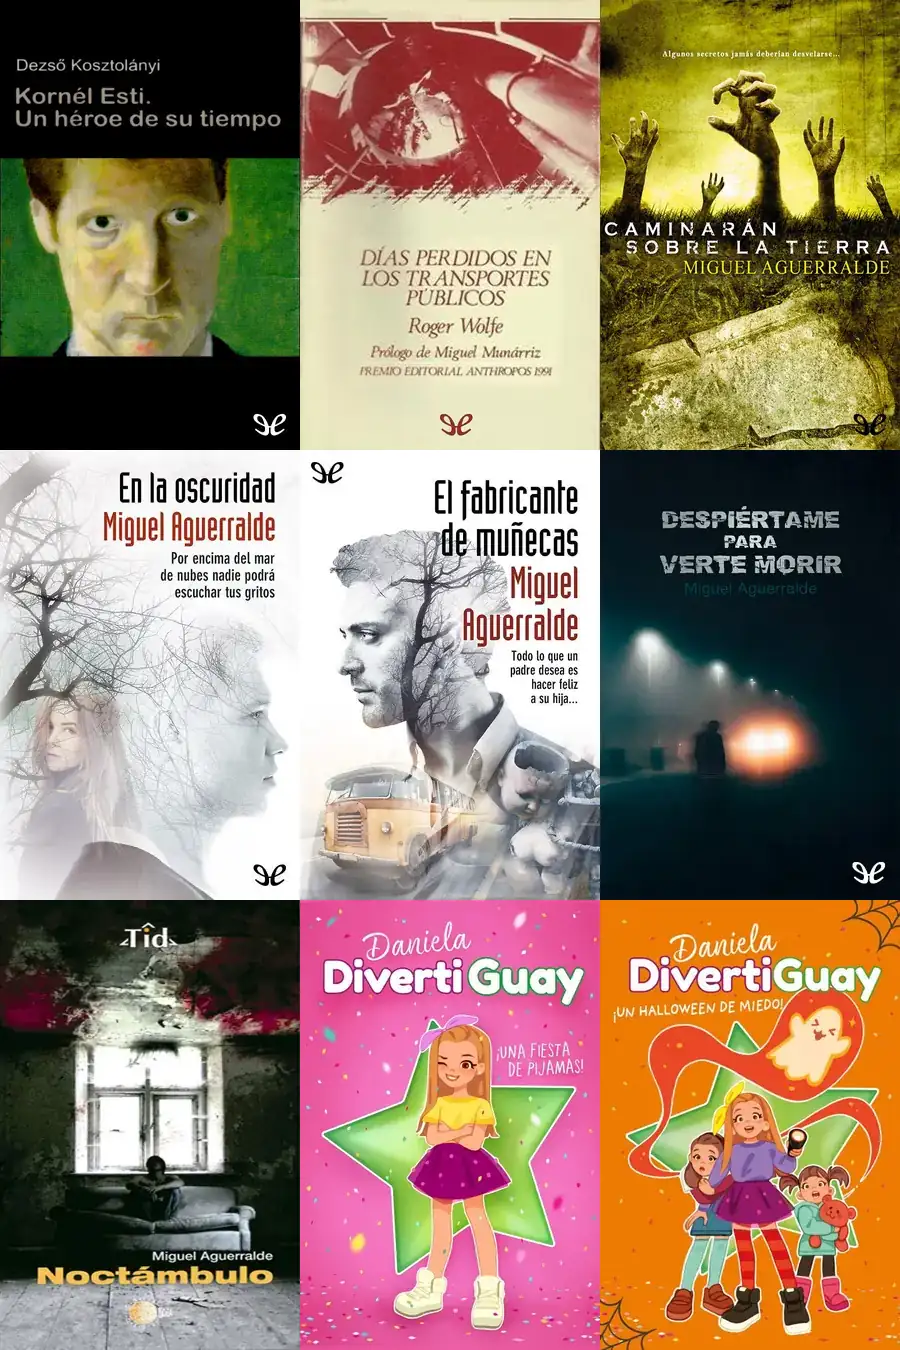 Dezső Kosztolányi
Kornél Esti.
Un héroe de su tiempo
DÍAS PERDIDOS EN
LOS TRANSPORTES
PÚBLICOS
Roger Wolfe
Prólogo de Miguel Munárriz
PREMIO EDITORIAL ANTHROPOS 1991
Algunos secretos jamás deberían desvelarse...
CAMINARÁN
SOBRE LA TIERRA
MIGUEL AGUERRALDE
En la oscuridad
Miguel Aguerralde
Por encima del mar
de nubes nadie podrá
escuchar tus gritos
El fabricante
de muñecas
Miguel
Aguerralde
Todo lo que un
padre desea es
hacer feliz
a su hija...
DESPIÉRTAME
PARA
VERTE MORIR
Miguel Aguerralde
Tid
Miguel Aguerralde
Noctámbulo
Daniela
DivertiGuay
¡UNA FIESTA
DE PIJAMAS!
Daniela
DivertiGuay
¡UN HALLOWEEN DE MIEDO!